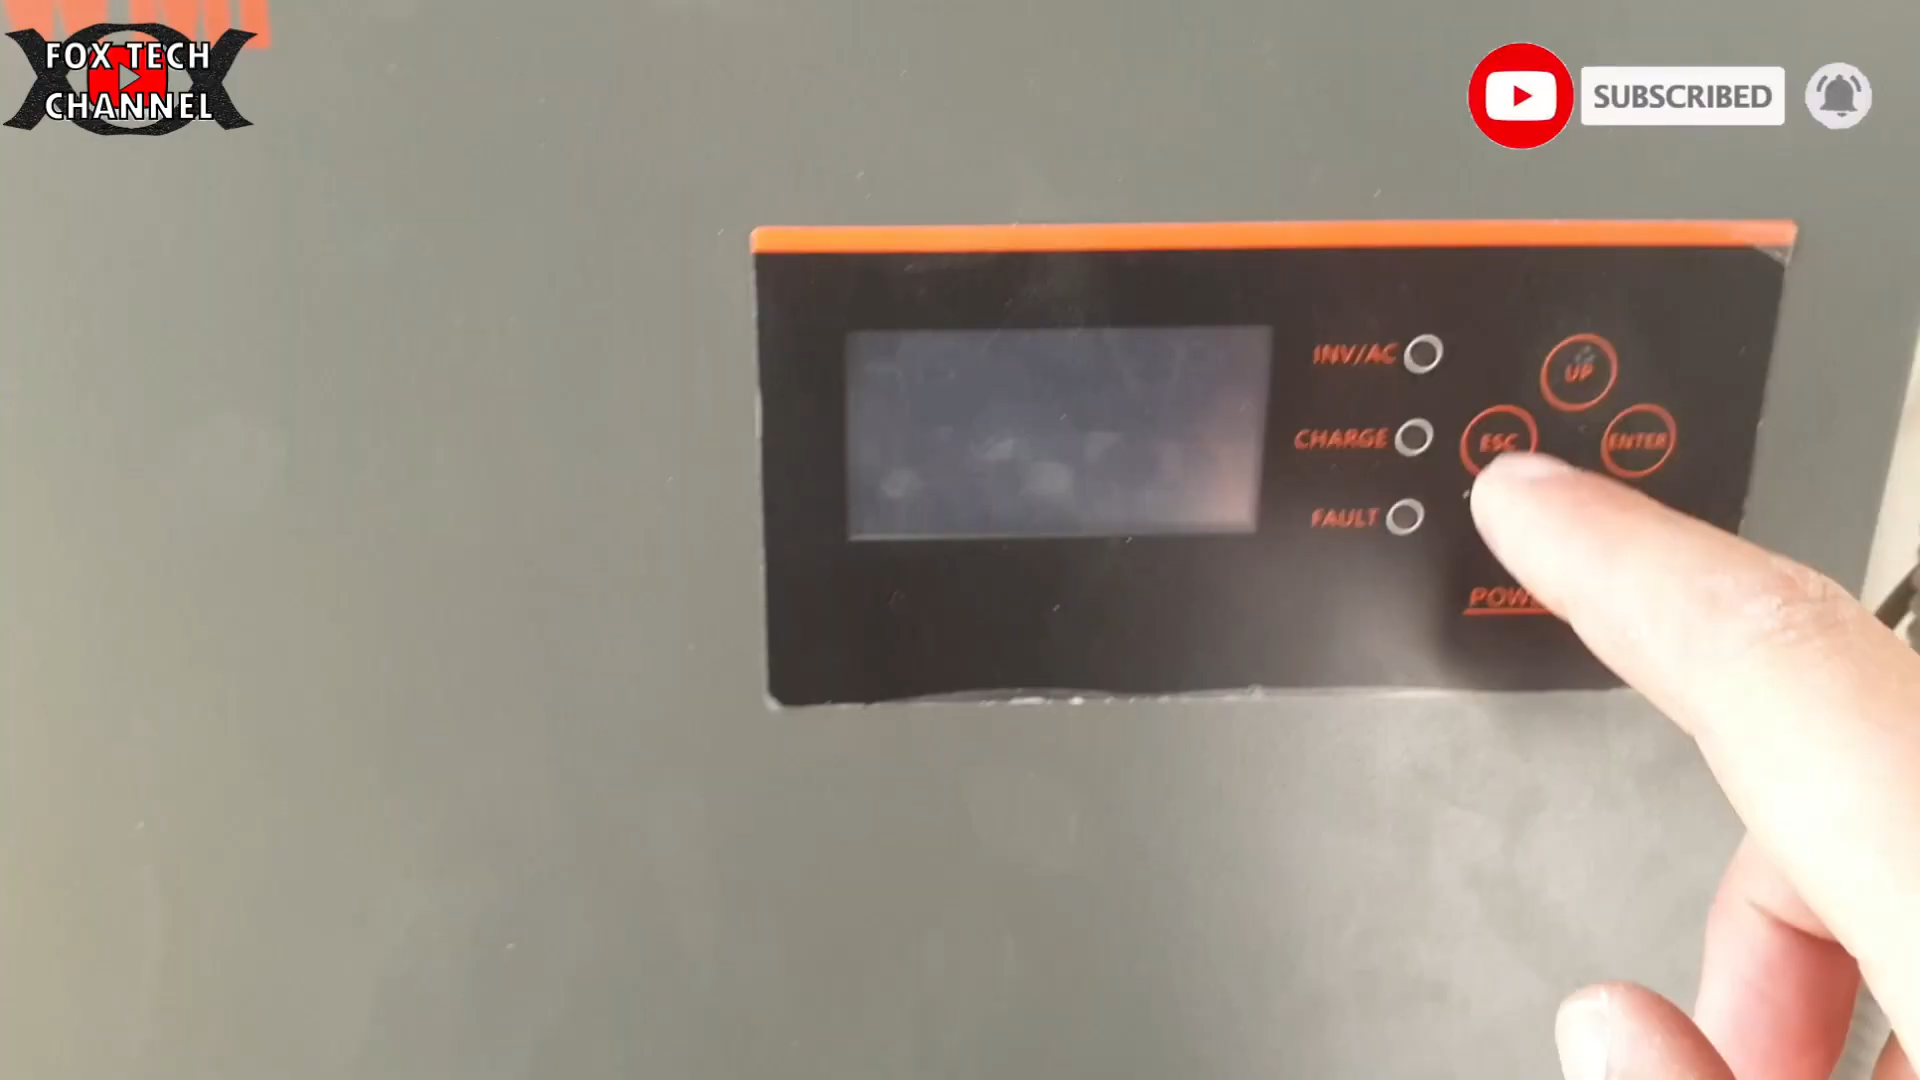 FOX TECH
CHANNEL
SUBSCRIBED
INV/AC
UP
CHARGE
ESC
ENTER
FAULT